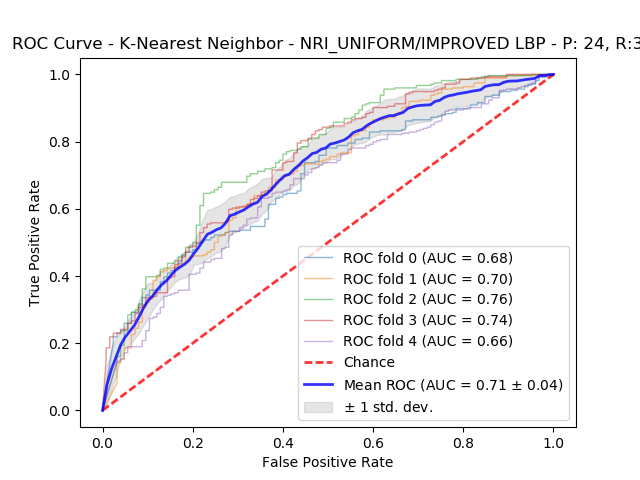 ROC Curve - K-Nearest Neighbor - NRI_UNIFORM/IMPROVED LBP - P: 24, R:3
True Positive Rate
1.0
0.8
0.6
0.4
0.2
0.0
ROC fold 0 (AUC = 0.68)
ROC fold 1 (AUC = 0.70)
ROC fold 2 (AUC = 0.76)
ROC fold 3 (AUC = 0.74)
ROC fold 4 (AUC = 0.66)
Chance
Mean ROC (AUC = 0.71 ± 0.04)
± 1 std. dev.
0.0 0.2 0.4 0.6 0.8 1.0
False Positive Rate